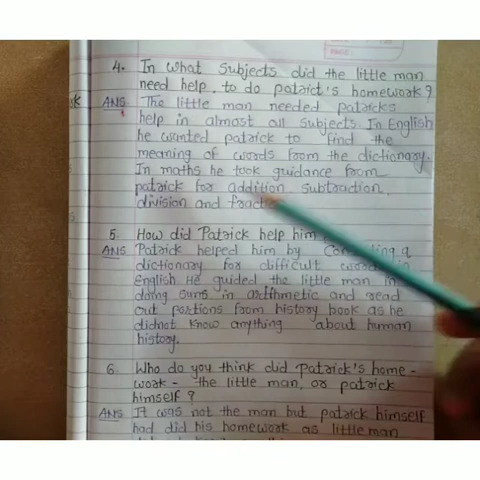 4. In what subjects did the little man
need help, to do patrict's homework?
ANS The little man needed patricks
help in almost all subjects In English
he wanted patrick to find the
meaning of words from the dictionary.
In maths he took guidance from
patrick for addition subtraction,
division and
5. How did Patrick help him
ANS Patrick helped him by a
dictionary for difficult in
English He guided the little man in
doing sums in arithmetic and read
out portions from history book as he
didnot know anything about human
history.
6. Who do you think did Patrick's home-
work - the little man, or patrick
himself?
ANS It was not the man but patrick himself
had did his homework as little man